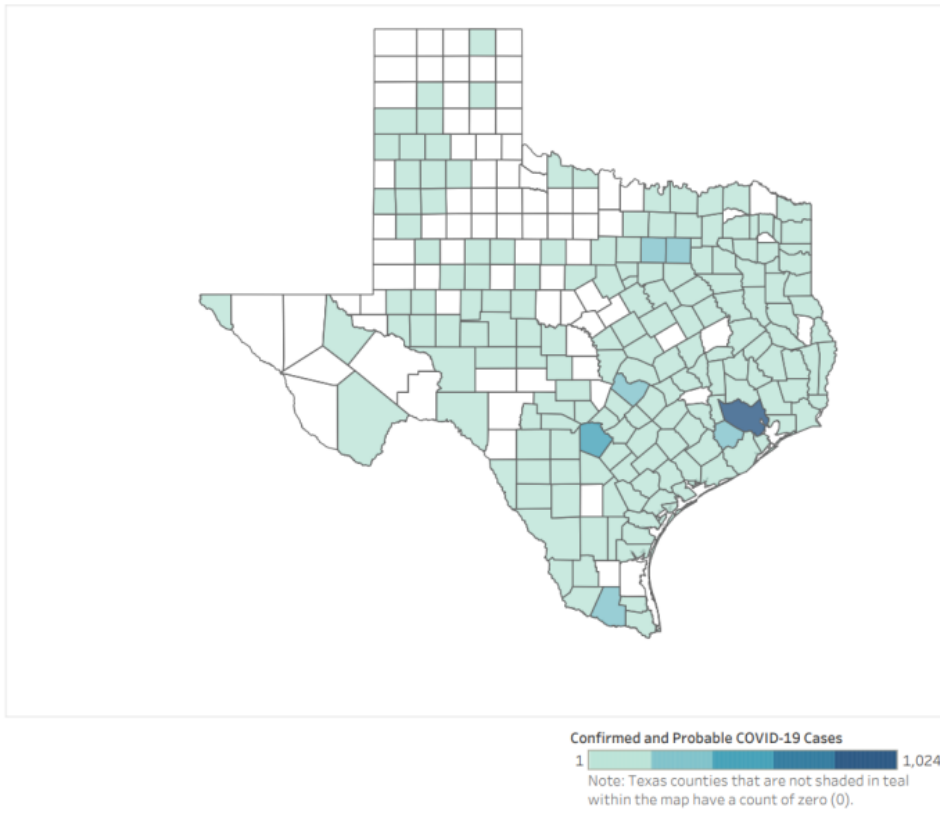 Confirmed and Probable COVID-19 Cases
1 1,024
Note: Texas counties that are not shaded in teal
within the map have a count of zero (0).